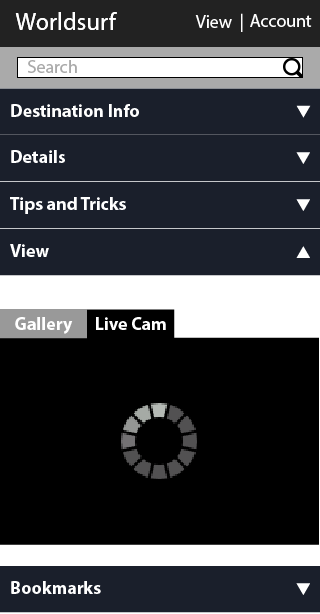 Worldsurf
View | Account
Search
Destination Info
Details
Tips and Tricks
View
Gallery
Live Cam
Bookmarks